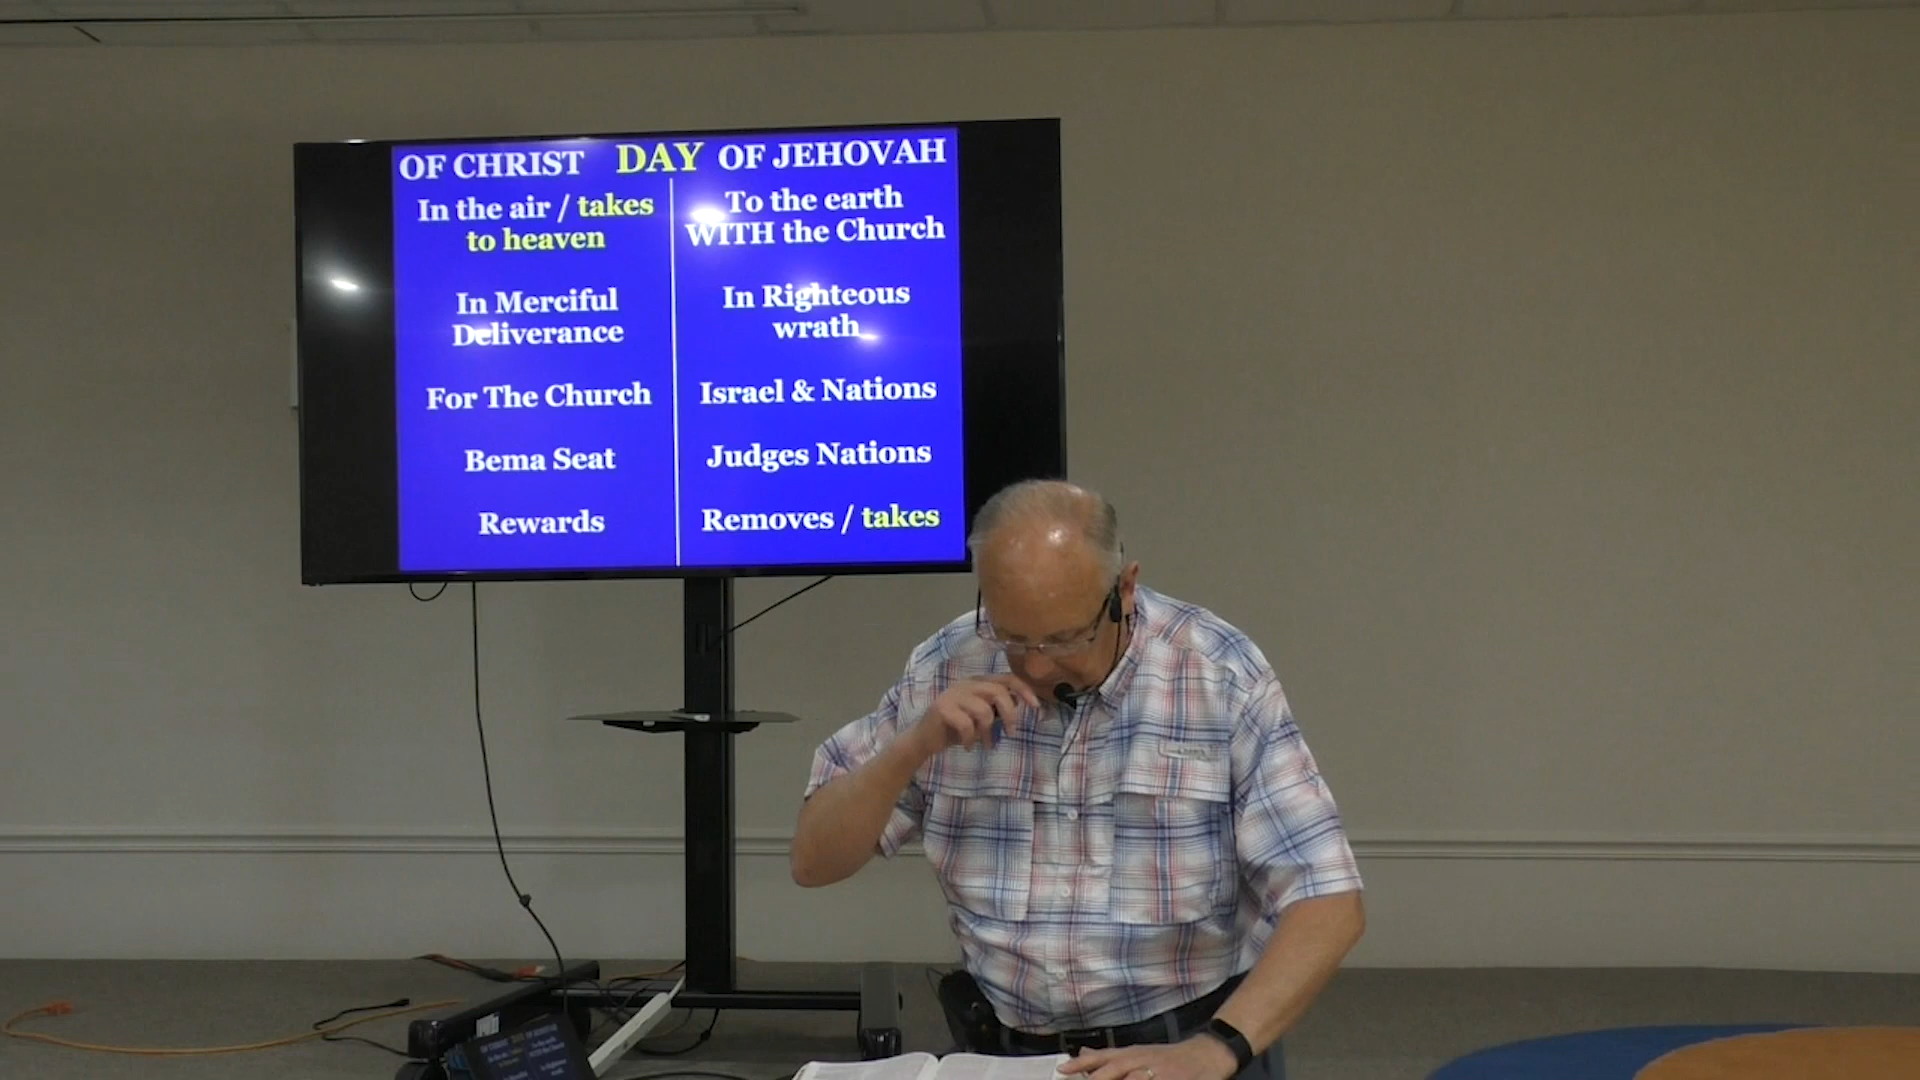 OF CHRIST DAY OF JEHOVAH
In the air / takes
to heaven
In Merciful
Deliverance
For The Church
Bema Seat
Rewards
To the earth
WITH the Church
In Righteous
wrath
Israel & Nations
Judges Nations
Removes / takes